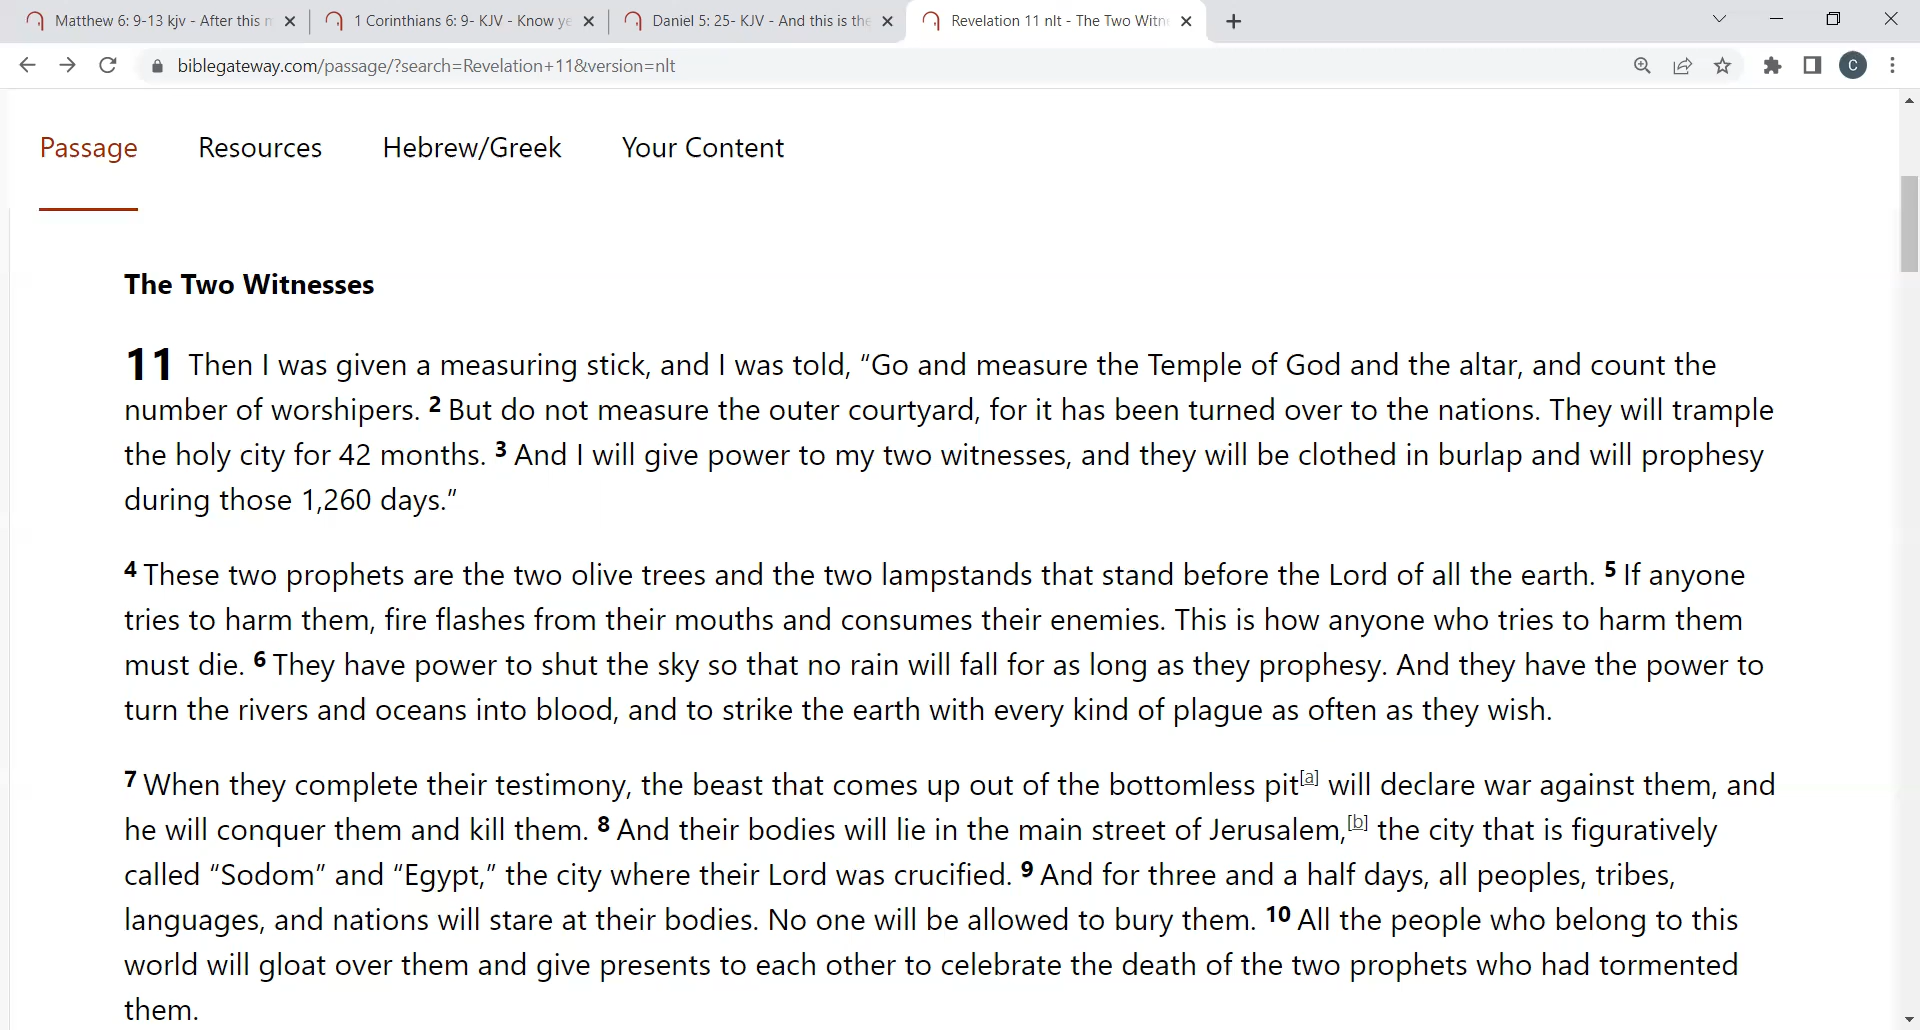 Matthew 6: 9-13 kjv - After this m
1 Corinthians 6: 9- KJV - Know ye
Daniel 5: 25- KJV - And this is the
Revelation 11 nlt - The Two Witne
biblegateway.com/passage/?search=Revelation+11&version=nlt
C
Passage
Resources
Hebrew/Greek
Your Content
The Two Witnesses
11 Then I was given a measuring stick, and I was told, “Go and measure the Temple of God and the altar, and count the
number of worshipers. 2 But do not measure the outer courtyard, for it has been turned over to the nations. They will trample
the holy city for 42 months. 3 And I will give power to my two witnesses, and they will be clothed in burlap and will prophesy
during those 1,260 days.”
4 These two prophets are the two olive trees and the two lampstands that stand before the Lord of all the earth. 5 If anyone
tries to harm them, fire flashes from their mouths and consumes their enemies. This is how anyone who tries to harm them
must die. 6 They have power to shut the sky so that no rain will fall for as long as they prophesy. And they have the power to
turn the rivers and oceans into blood, and to strike the earth with every kind of plague as often as they wish.
7 When they complete their testimony, the beast that comes up out of the bottomless pit[a] will declare war against them, and
he will conquer them and kill them. 8 And their bodies will lie in the main street of Jerusalem,[b] the city that is figuratively
called “Sodom” and “Egypt,” the city where their Lord was crucified. 9 And for three and a half days, all peoples, tribes,
languages, and nations will stare at their bodies. No one will be allowed to bury them. 10 All the people who belong to this
world will gloat over them and give presents to each other to celebrate the death of the two prophets who had tormented
them.